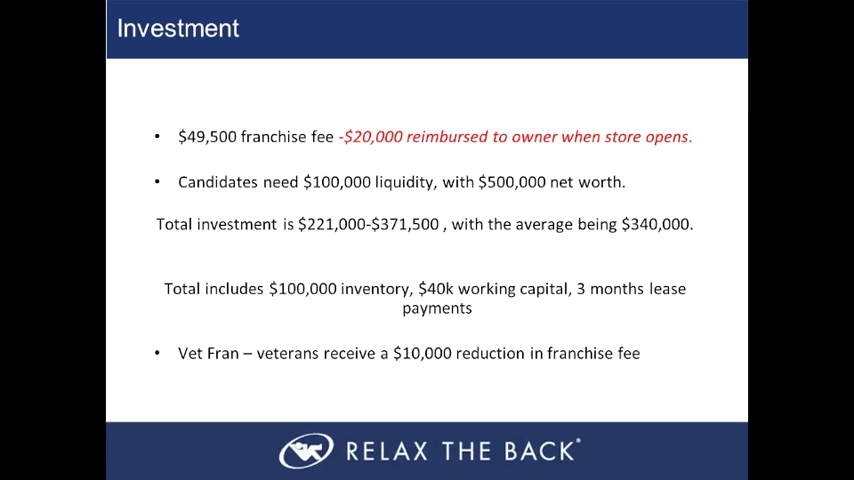 Investment
• $49,500 franchise fee -$20,000 reimbursed to owner when store opens.
• Candidates need $100,000 liquidity, with $500,000 net worth.
Total investment is $221,000-$371,500 , with the average being $340,000.
Total includes $100,000 inventory, $40k working capital, 3 months lease
payments
• Vet Fran – veterans receive a $10,000 reduction in franchise fee
RELAX THE BACK®